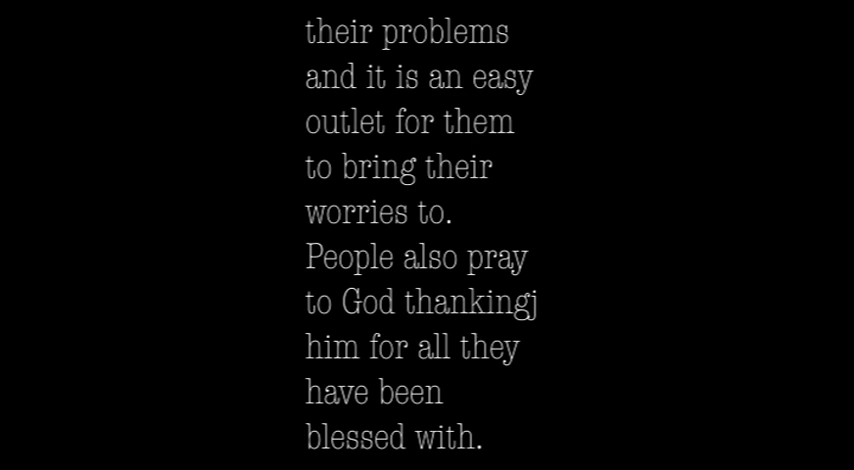 their problems
and it is an easy
outlet for them
to bring their
worries to.
People also pray
to God thankingj
him for all they
have been
blessed with.